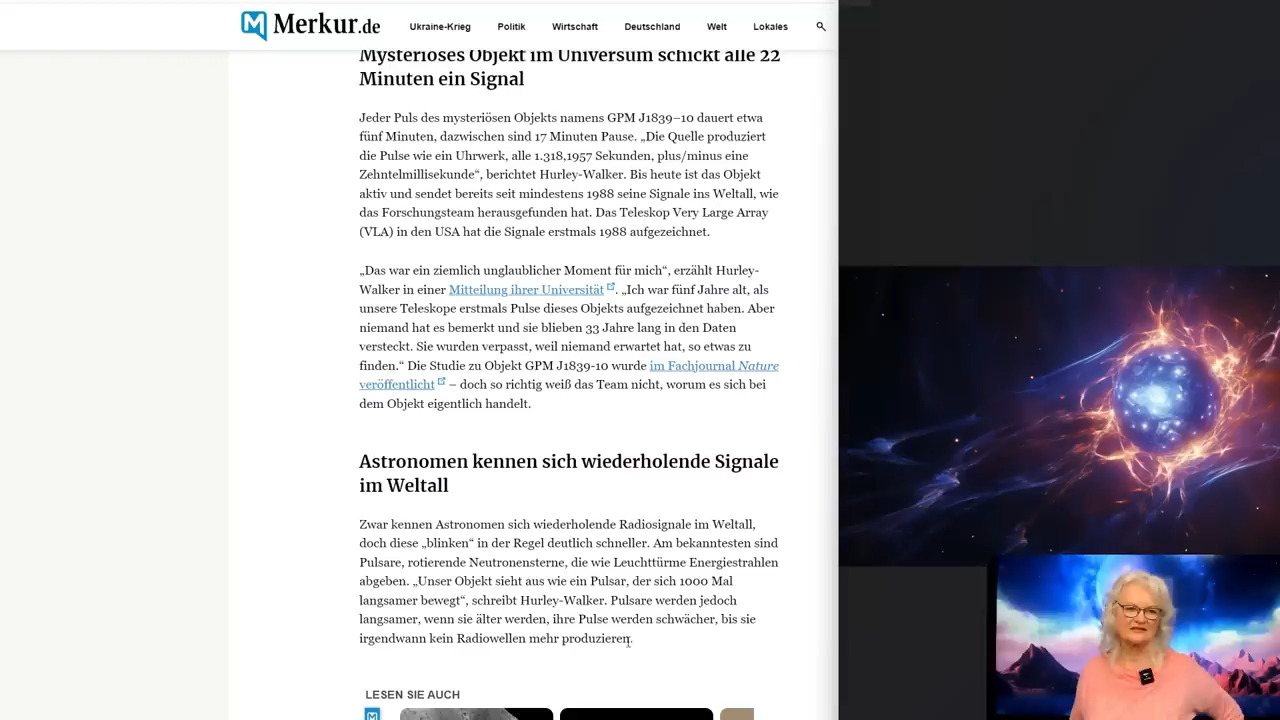 Merkur.de
Ukraine-Krieg Politik Wirtschaft Deutschland Welt Lokales
Mysteriöses Objekt im Universum schickt alle 22
Minuten ein Signal
Jeder Puls des mysteriösen Objekts namens GPM J1839–10 dauert etwa
fünf Minuten, dazwischen sind 17 Minuten Pause. „Die Quelle produziert
die Pulse wie ein Uhrwerk, alle 1.318,1957 Sekunden, plus/minus eine
Zehntelmillisekunde“, berichtet Hurley-Walker. Bis heute ist das Objekt
aktiv und sendet bereits seit mindestens 1988 seine Signale ins Weltall, wie
das Forschungsteam herausgefunden hat. Das Teleskop Very Large Array
(VLA) in den USA hat die Signale erstmals 1988 aufgezeichnet.
„Das war ein ziemlich unglaublicher Moment für mich“, erzählt Hurley-
Walker in einer Mitteilung ihrer Universität. „Ich war fünf Jahre alt, als
unsere Teleskope erstmals Pulse dieses Objekts aufgezeichnet haben. Aber
niemand hat es bemerkt und sie blieben 33 Jahre lang in den Daten
versteckt. Sie wurden verpasst, weil niemand erwartet hat, so etwas zu
finden.“ Die Studie zu Objekt GPM J1839-10 wurde im Fachjournal Nature
veröffentlicht – doch so richtig weiß das Team nicht, worum es sich bei
dem Objekt eigentlich handelt.
Astronomen kennen sich wiederholende Signale
im Weltall
Zwar kennen Astronomen sich wiederholende Radiosignale im Weltall,
doch diese „blinken“ in der Regel deutlich schneller. Am bekanntesten sind
Pulsare, rotierende Neutronensterne, die wie Leuchttürme Energiestrahlen
abgeben. „Unser Objekt sieht aus wie ein Pulsar, der sich 1000 Mal
langsamer bewegt“, schreibt Hurley-Walker. Pulsare werden jedoch
langsamer, wenn sie älter werden, ihre Pulse werden schwächer, bis sie
irgendwann kein Radiowellen mehr produzieren.
LESEN SIE AUCH